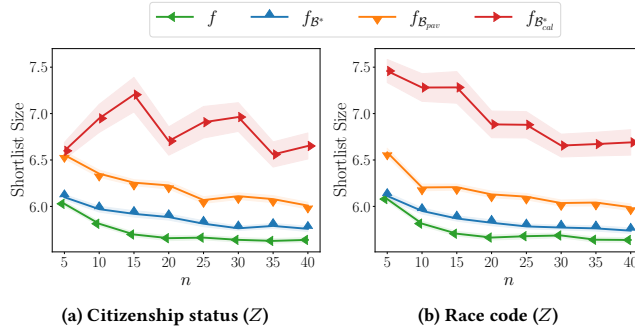 f f_{\mathcal{B}^*} f_{\mathcal{B}_{pav}} f_{\mathcal{B}^*_{cal}}
Shortlist Size
7.5
7.0
6.5
6.0
5 10 15 20 25 30 35 40
n
(a) Citizenship status (Z)
Shortlist Size
7.5
7.0
6.5
6.0
5 10 15 20 25 30 35 40
n
(b) Race code (Z)